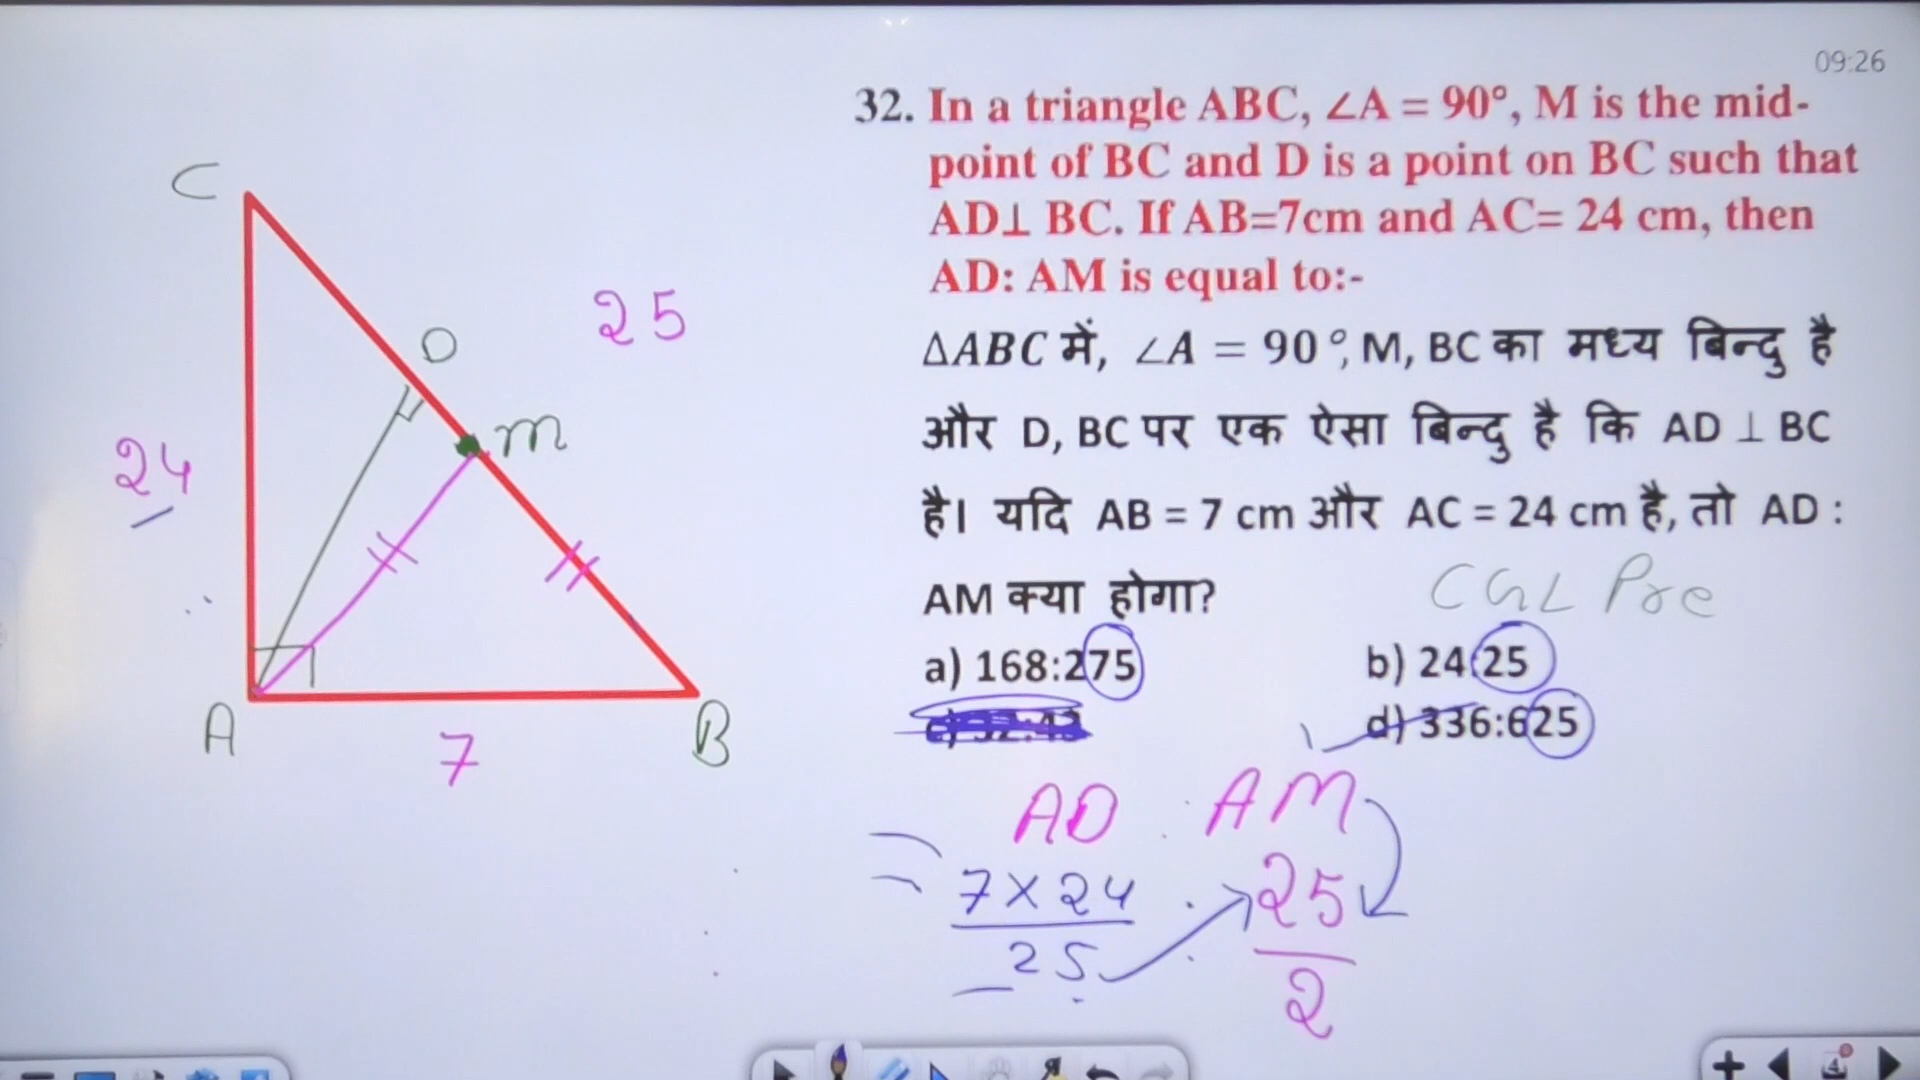 09:26
32. In a triangle ABC, ∠A = 90°, M is the mid-
point of BC and D is a point on BC such that
AD⊥ BC. If AB=7cm and AC= 24 cm, then
AD: AM is equal to:-
ΔABC में, ∠A = 90°, M, BC का मध्य बिन्दु है
और D, BC पर एक ऐसा बिन्दु है कि AD ⊥ BC
है। यदि AB = 7 cm और AC = 24 cm है, तो AD :
AM क्या होगा?
CGL Pre
a) 168:275
b) 24:25
d) 336:625
C
D
25
M
24
A
7
B
AD : AM
7 × 24
25
25
2
4